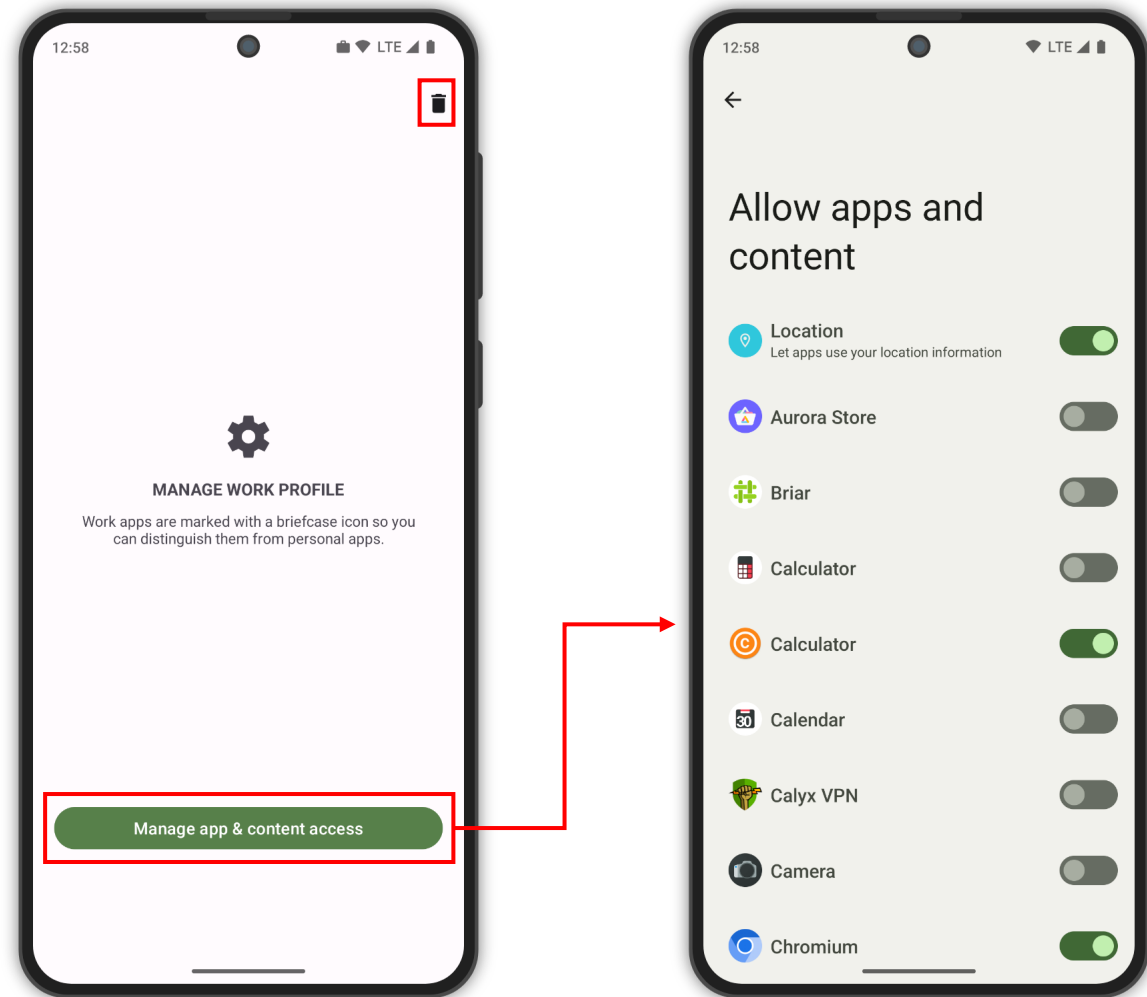 12:58
LTE
MANAGE WORK PROFILE
Work apps are marked with a briefcase icon so you
can distinguish them from personal apps.
Manage app & content access
12:58
LTE
Allow apps and
content
Location
Let apps use your location information
Aurora Store
Briar
Calculator
C
Calculator
30
Calendar
Calyx VPN
Camera
Chromium